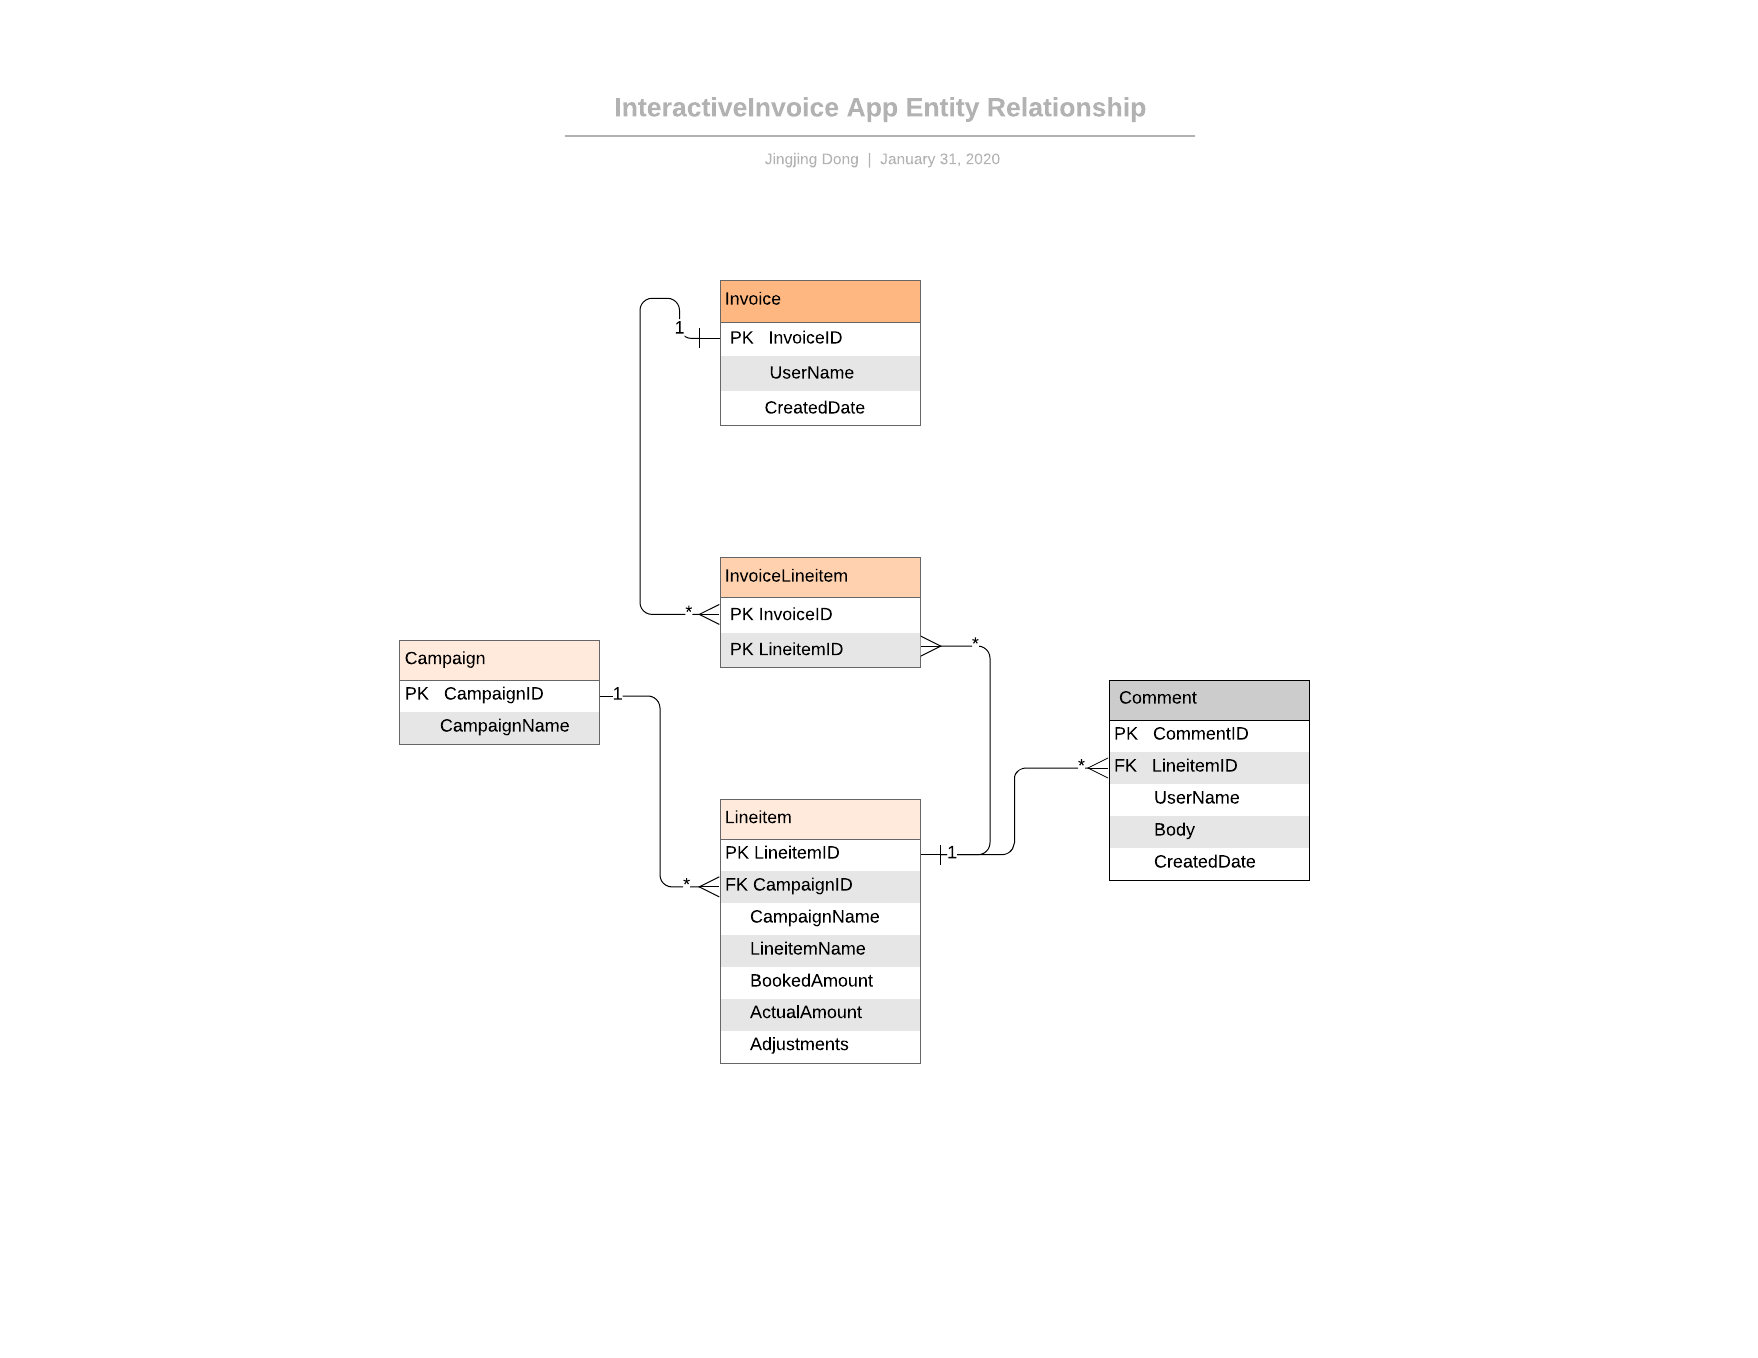 InteractiveInvoice App Entity Relationship
Jingjing Dong | January 31, 2020
Invoice
1
PK InvoiceID
UserName
CreatedDate
InvoiceLineitem
* PK InvoiceID
PK LineitemID *
Campaign
PK CampaignID 1
CampaignName
Comment
PK CommentID
* FK LineitemID
UserName
Body
CreatedDate
Lineitem
PK LineitemID 1
* FK CampaignID
CampaignName
LineitemName
BookedAmount
ActualAmount
Adjustments